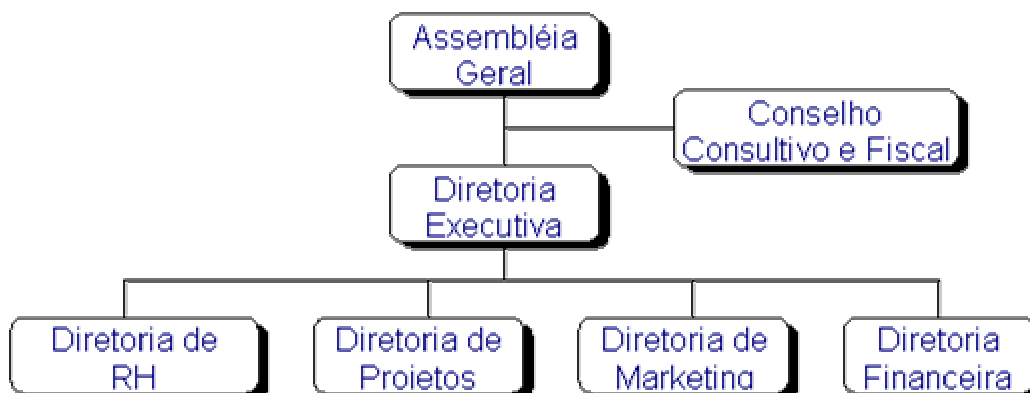 Assembléia
Geral
Conselho
Consultivo e Fiscal
Diretoria
Executiva
Diretoria de
RH
Diretoria de
Projetos
Diretoria de
Marketing
Diretoria
Financeira